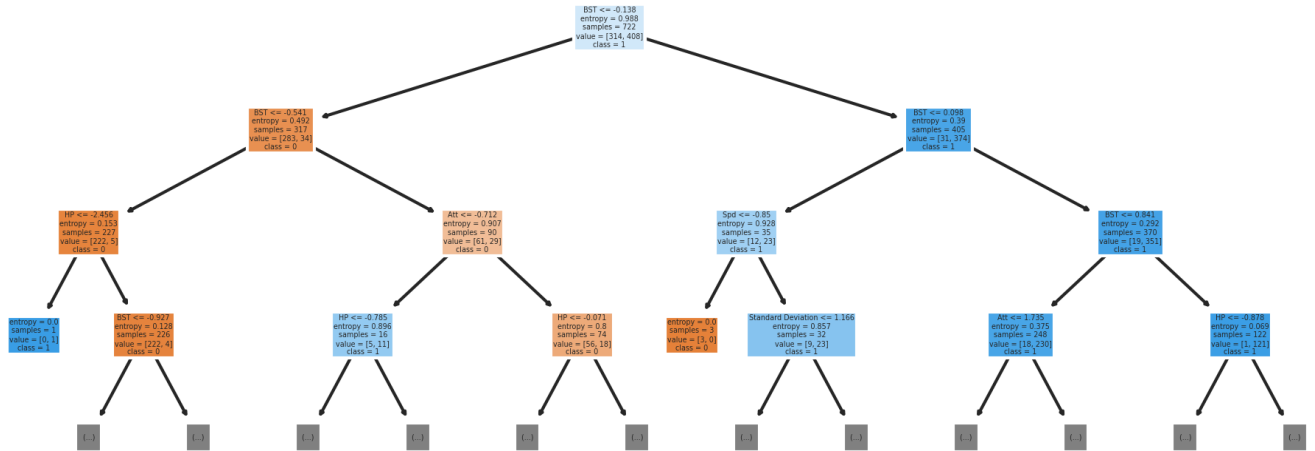 BST <= -0.138
entropy = 0.988
samples = 722
value = [314, 408]
class = 1
BST <= -0.541
entropy = 0.492
samples = 317
value = [283, 34]
class = 0
BST <= 0.098
entropy = 0.39
samples = 405
value = [31, 374]
class = 1
HP <= -2.456
entropy = 0.153
samples = 227
value = [222, 5]
class = 0
Att <= -0.712
entropy = 0.907
samples = 90
value = [61, 29]
class = 0
Spd <= -0.85
entropy = 0.928
samples = 35
value = [12, 23]
class = 1
BST <= 0.841
entropy = 0.292
samples = 370
value = [19, 351]
class = 1
entropy = 0.0
samples = 1
value = [0, 1]
class = 1
BST <= -0.927
entropy = 0.128
samples = 226
value = [222, 4]
class = 0
HP <= -0.785
entropy = 0.896
samples = 16
value = [5, 11]
class = 1
HP <= -0.071
entropy = 0.8
samples = 74
value = [56, 18]
class = 0
entropy = 0.0
samples = 3
value = [3, 0]
class = 0
Standard Deviation <= 1.166
entropy = 0.857
samples = 32
value = [9, 23]
class = 1
Att <= 1.735
entropy = 0.375
samples = 248
value = [18, 230]
class = 1
HP <= -0.878
entropy = 0.069
samples = 122
value = [1, 121]
class = 1
(...)
(...)
(...)
(...)
(...)
(...)
(...)
(...)
(...)
(...)
(...)
(...)